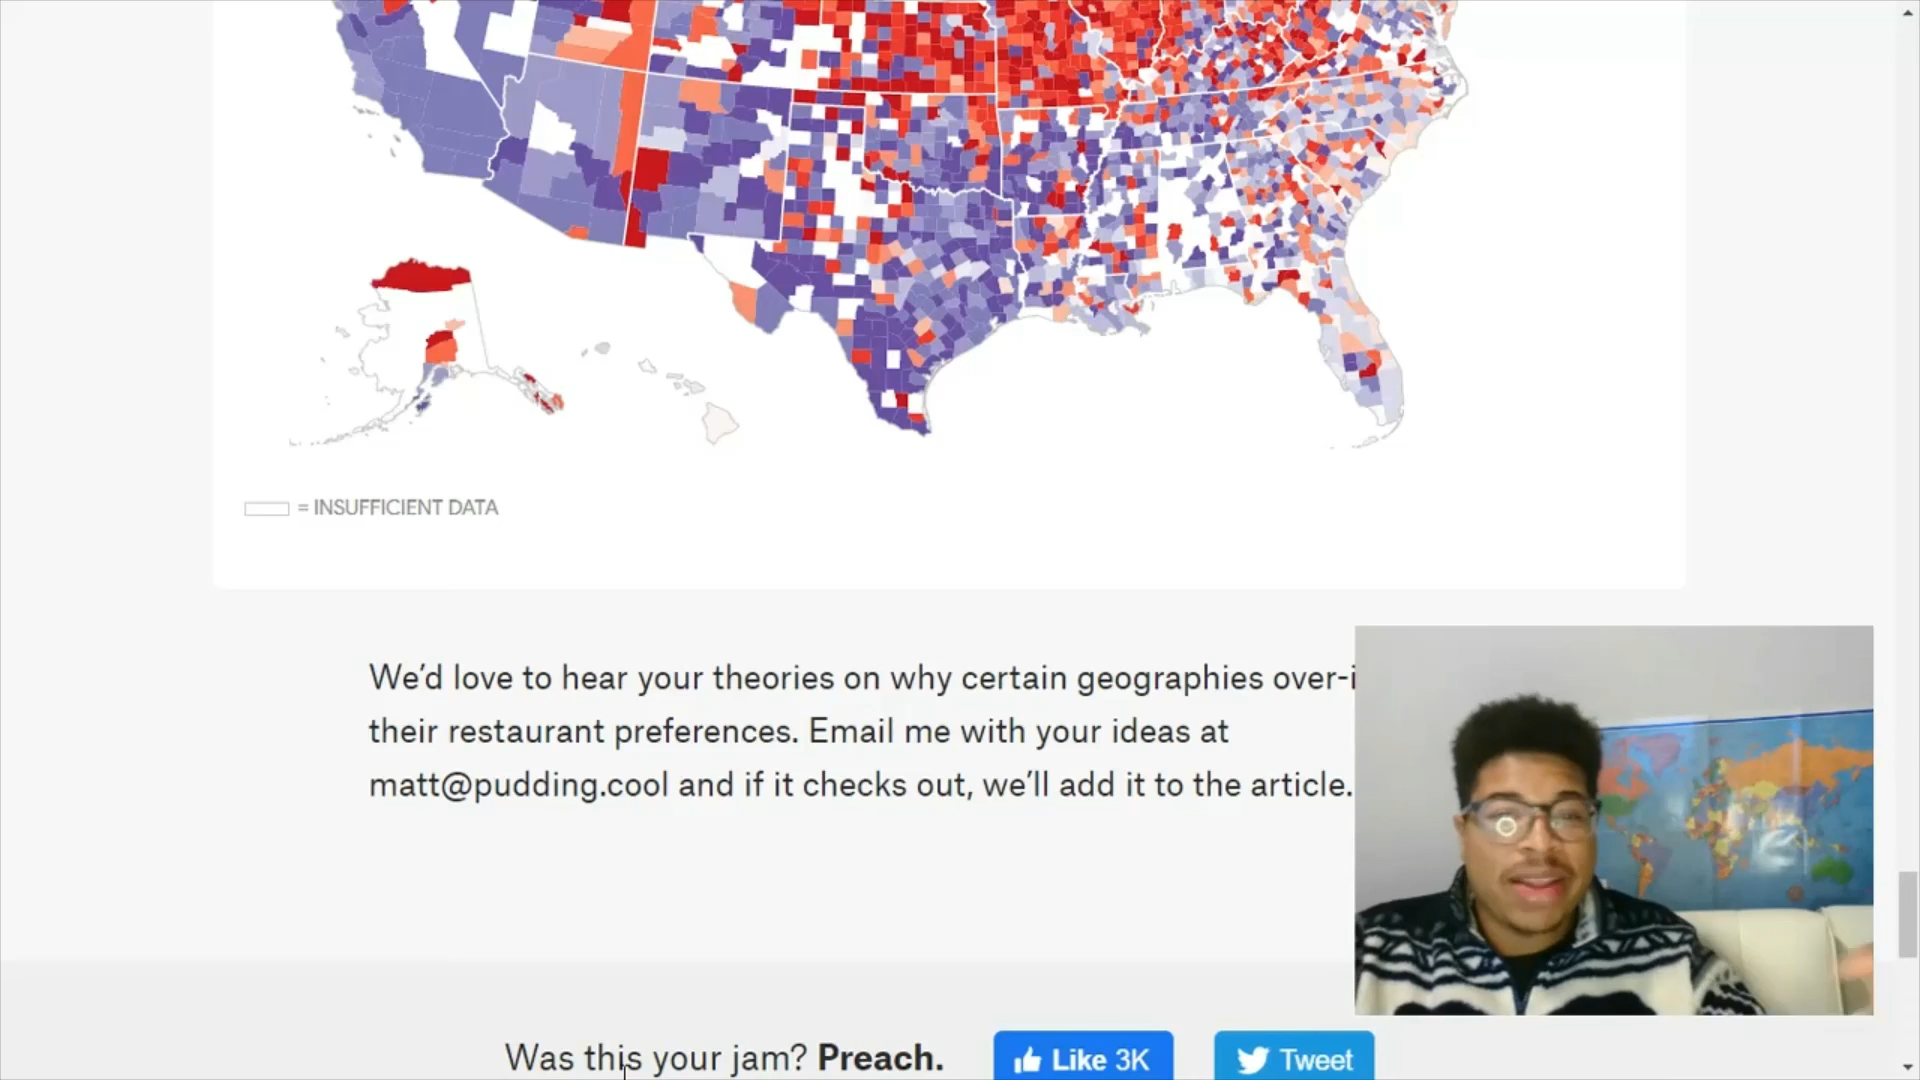 = INSUFFICIENT DATA
We’d love to hear your theories on why certain geographies over-i
their restaurant preferences. Email me with your ideas at
matt@pudding.cool and if it checks out, we’ll add it to the article.
Was this your jam? Preach.
Like 3K
Tweet